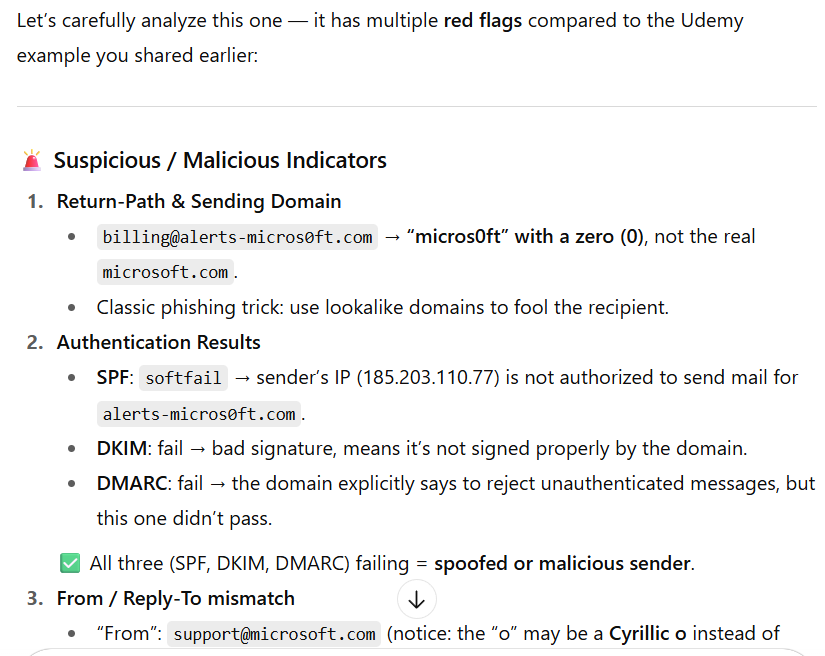 Let's carefully analyze this one — it has multiple red flags compared to the Udemy
example you shared earlier:
🚨 Suspicious / Malicious Indicators
1. Return-Path & Sending Domain
• billing@alerts-micros0ft.com → “micros0ft” with a zero (0), not the real
microsoft.com.
• Classic phishing trick: use lookalike domains to fool the recipient.
2. Authentication Results
• SPF: softfail → sender’s IP (185.203.110.77) is not authorized to send mail for
alerts-micros0ft.com.
• DKIM: fail → bad signature, means it’s not signed properly by the domain.
• DMARC: fail → the domain explicitly says to reject unauthenticated messages, but
this one didn’t pass.
✅ All three (SPF, DKIM, DMARC) failing = spoofed or malicious sender.
3. From / Reply-To mismatch
• “From”: support@microsoft.com (notice: the “o” may be a Cyrillic o instead of